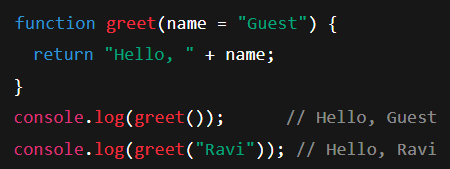 function greet(name = "Guest") {
  return "Hello, " + name;
}
console.log(greet());      // Hello, Guest
console.log(greet("Ravi")); // Hello, Ravi